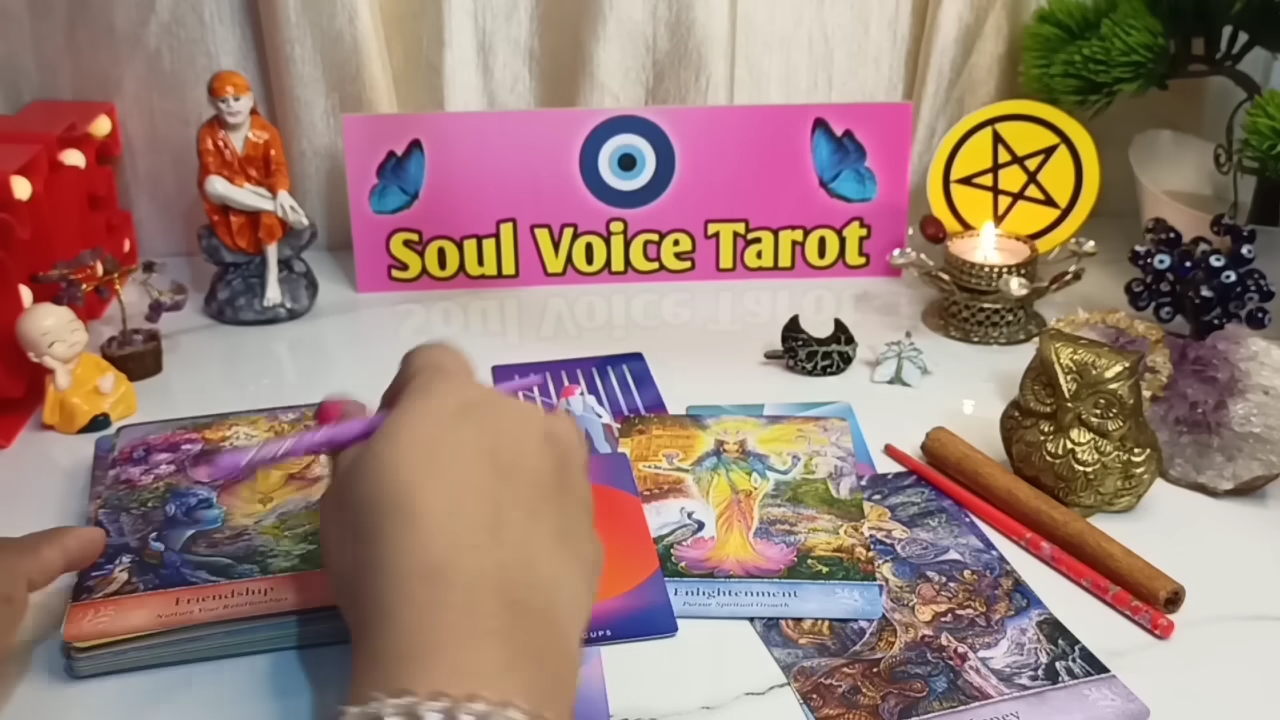 Soul Voice Tarot
Friendship
Nurture Your Relationships
Enlightenment
Pursue Spiritual Growth
CUPS